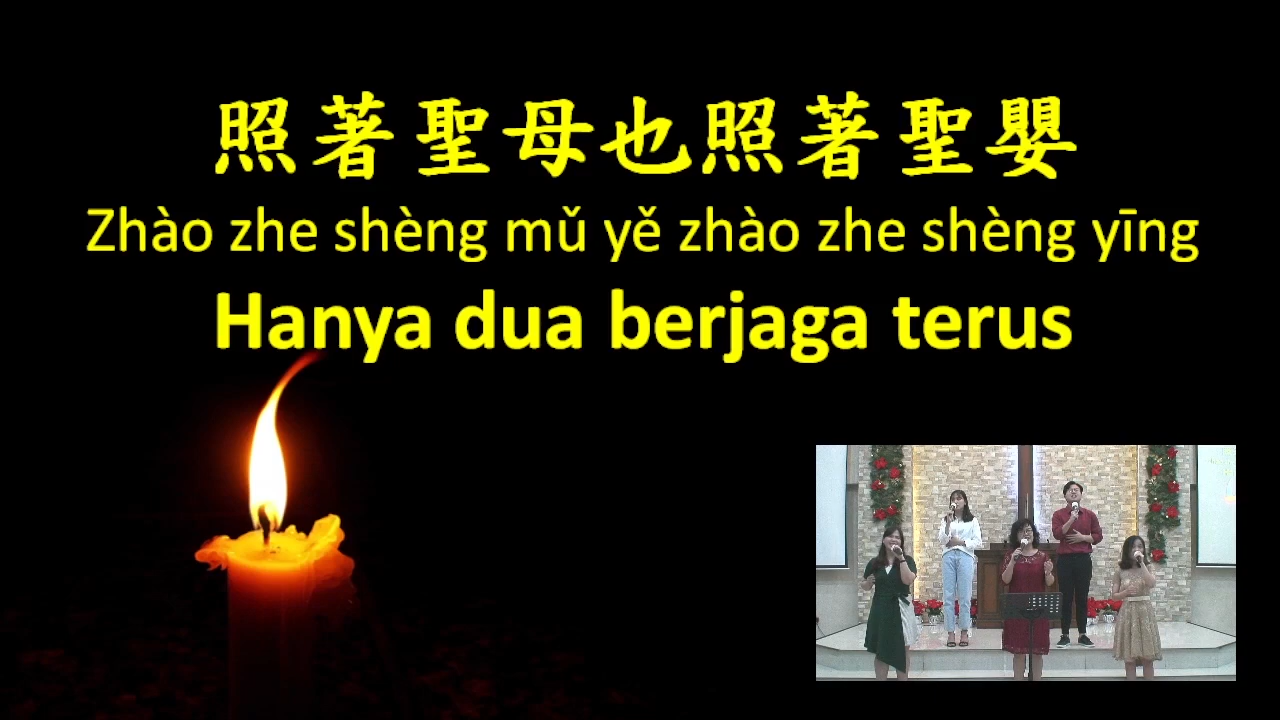 照著聖母也照著聖嬰
Zhào zhe shèng mǔ yě zhào zhe shèng yīng
Hanya dua berjaga terus